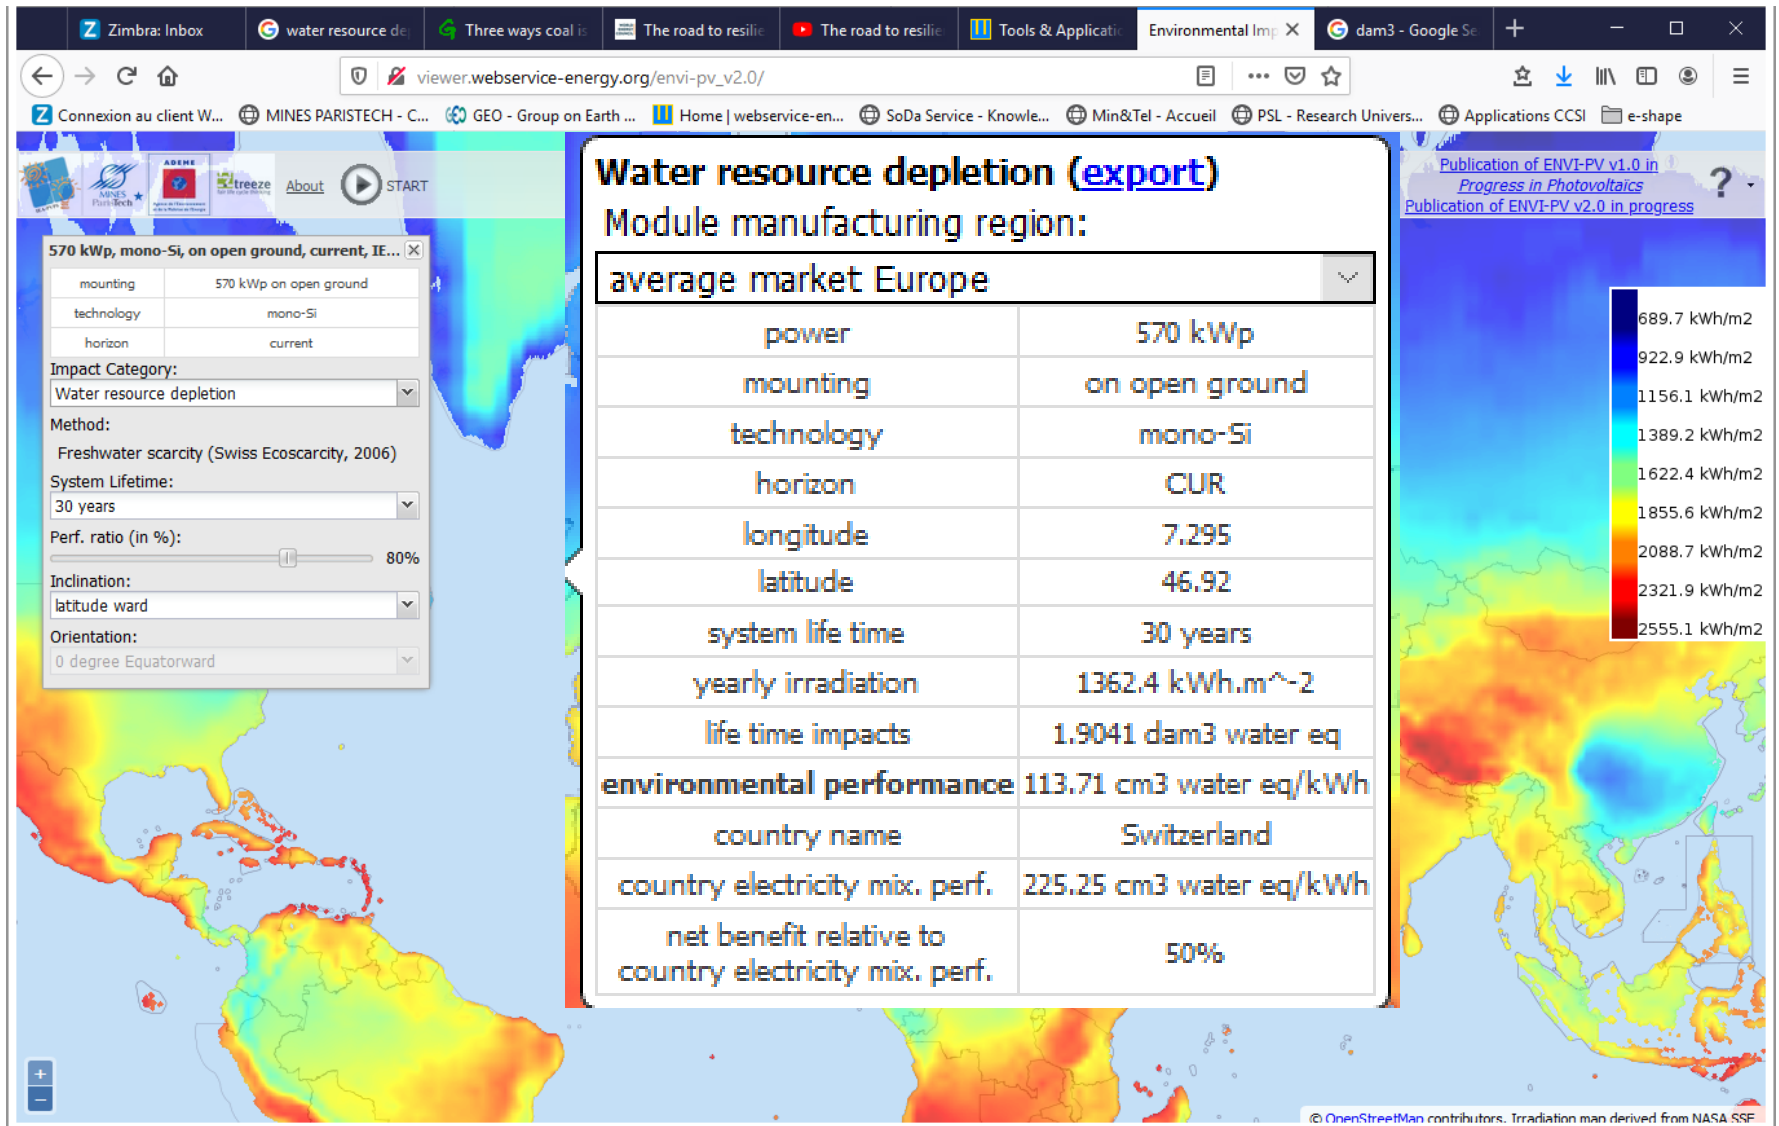 Zimbra: Inbox
water resource de
Three ways coal is
The road to resilie
The road to resilie
Tools & Applicatic
Environmental Imp
dam3 - Google Se
viewer.webservice-energy.org/envi-pv_v2.0/
Connexion au client W...
MINES PARISTECH - C...
GEO - Group on Earth ...
Home | webservice-en...
SoDa Service - Knowle...
Min&Tel - Accueil
PSL - Research Univers...
Applications CCSI
e-shape
MINES
ParisTech
ADEME
treeze
About
START
Publication of ENVI-PV v1.0 in
Progress in Photovoltaïcs
Publication of ENVI-PV v2.0 in progress
?
570 kWp, mono-Si, on open ground, current, IE...
mounting 570 kWp on open ground
technology mono-Si
horizon current
Impact Category:
Water resource depletion
Method:
Freshwater scarcity (Swiss Ecoscarcity, 2006)
System Lifetime:
30 years
Perf. ratio (in %):
80%
Inclination:
latitude ward
Orientation:
0 degree Equatorward
Water resource depletion (export)
Module manufacturing region:
average market Europe
power 570 kWp
mounting on open ground
technology mono-Si
horizon CUR
longitude 7.295
latitude 46.92
system life time 30 years
yearly irradiation 1362.4 kWh.m^-2
life time impacts 1.9041 dam3 water eq
environmental performance 113.71 cm3 water eq/kWh
country name Switzerland
country electricity mix. perf. 225.25 cm3 water eq/kWh
net benefit relative to
country electricity mix. perf. 50%
689.7 kWh/m2
922.9 kWh/m2
1156.1 kWh/m2
1389.2 kWh/m2
1622.4 kWh/m2
1855.6 kWh/m2
2088.7 kWh/m2
2321.9 kWh/m2
2555.1 kWh/m2
+
−
© OpenStreetMap contributors, Irradiation map derived from NASA SSE